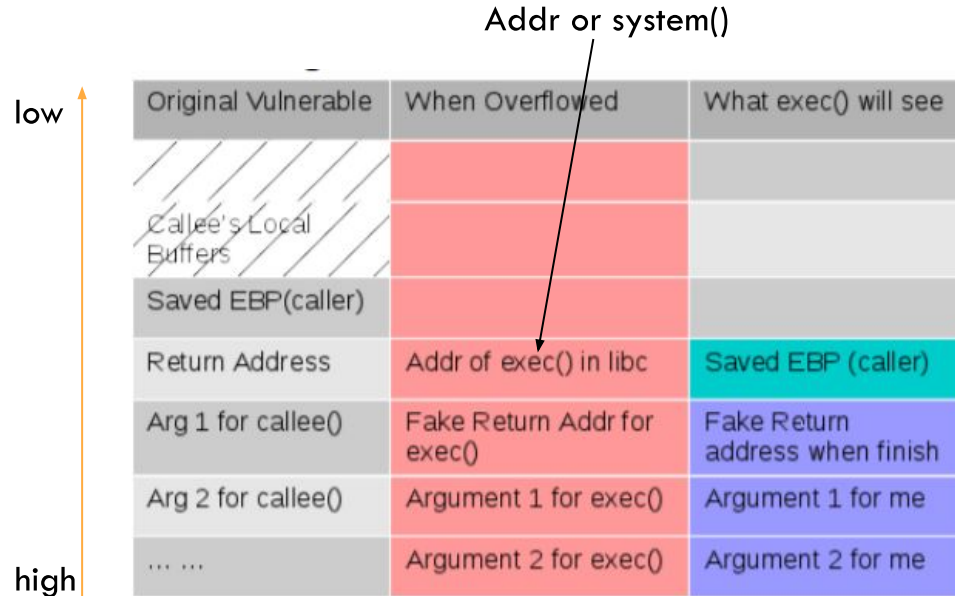 Addr or system()
low
Original Vulnerable
When Overflowed
What exec() will see
Callee's Local
Buffers
Saved EBP(caller)
Return Address
Addr of exec() in libc
Saved EBP (caller)
Arg 1 for callee()
Fake Return Addr for
exec()
Fake Return
address when finish
Arg 2 for callee()
Argument 1 for exec()
Argument 1 for me
... ...
Argument 2 for exec()
Argument 2 for me
high